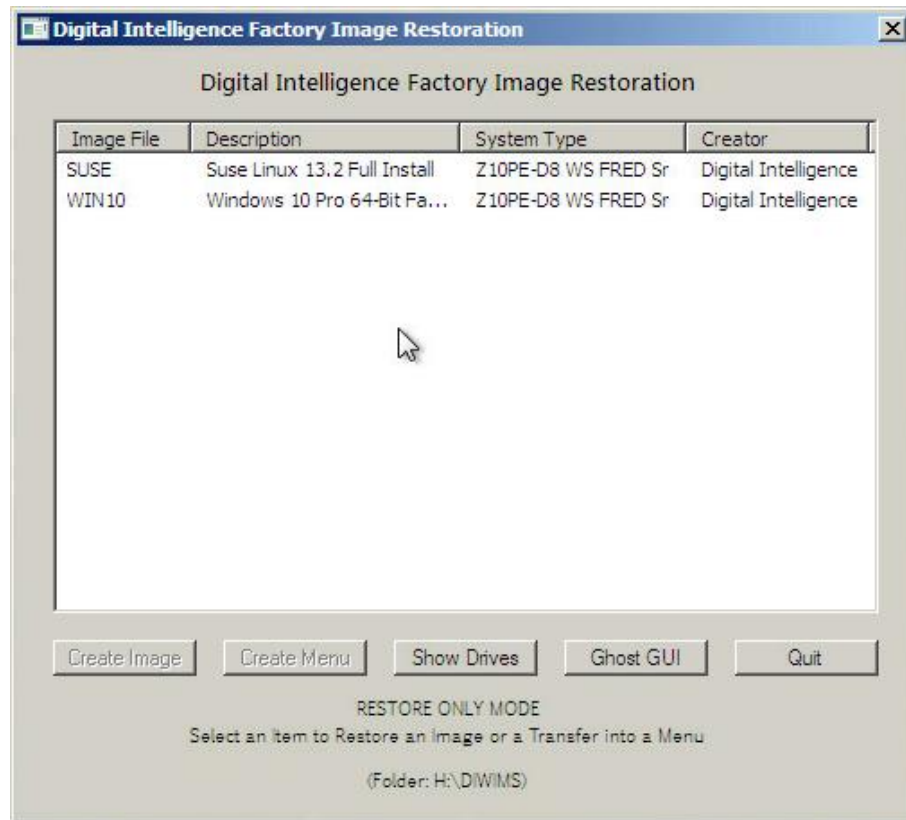 Digital Intelligence Factory Image Restoration
Digital Intelligence Factory Image Restoration
Image File Description System Type Creator
SUSE Suse Linux 13.2 Full Install Z10PE-D8 WS FRED Sr Digital Intelligence
WIN10 Windows 10 Pro 64-Bit Fa... Z10PE-D8 WS FRED Sr Digital Intelligence
Create Image Create Menu Show Drives Ghost GUI Quit
RESTORE ONLY MODE
Select an Item to Restore an Image or a Transfer into a Menu
(Folder: H:\DIWIMS)